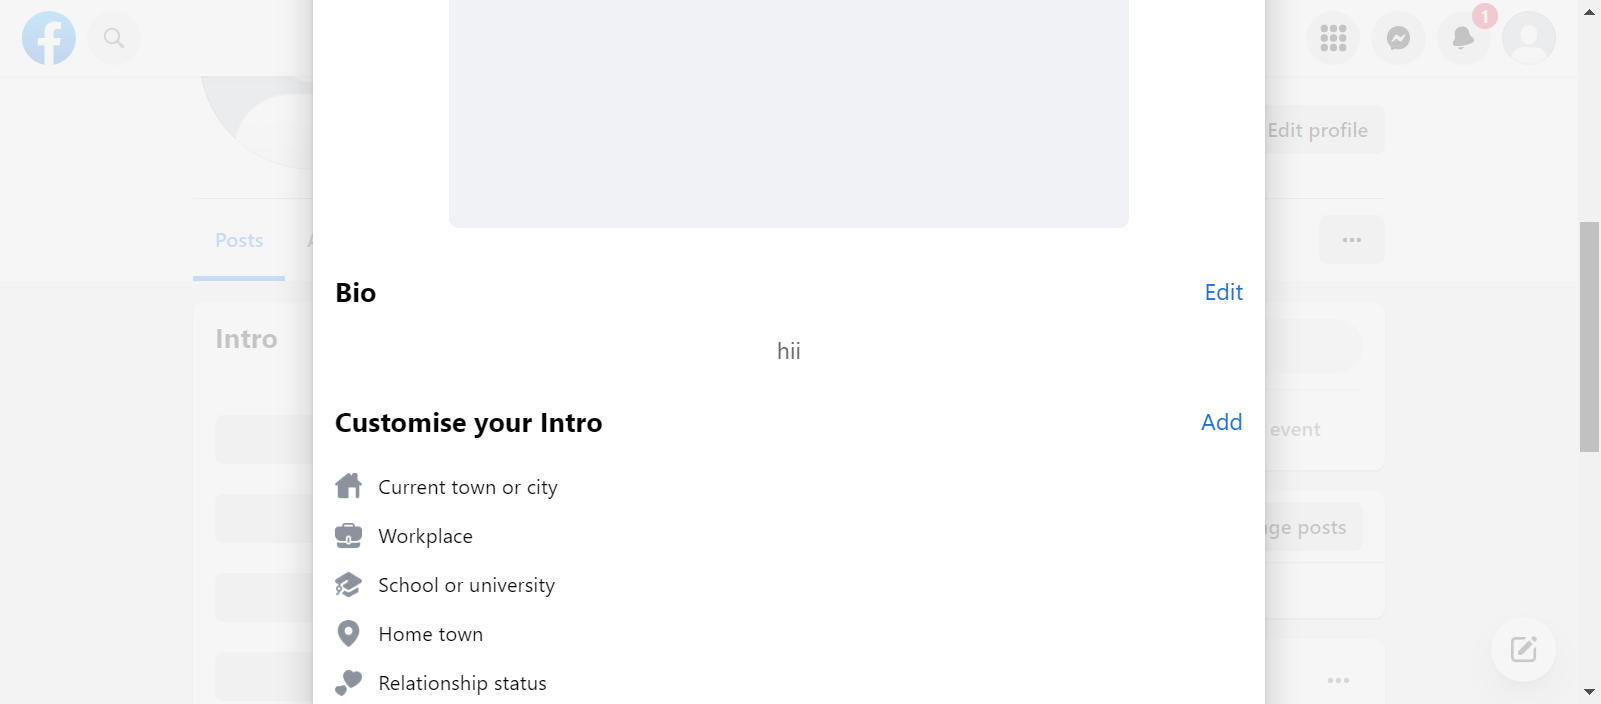 1
Edit profile
Posts
Bio
Edit
Intro
hii
Customise your Intro
Add
event
Current town or city
Workplace
posts
School or university
Home town
Relationship status